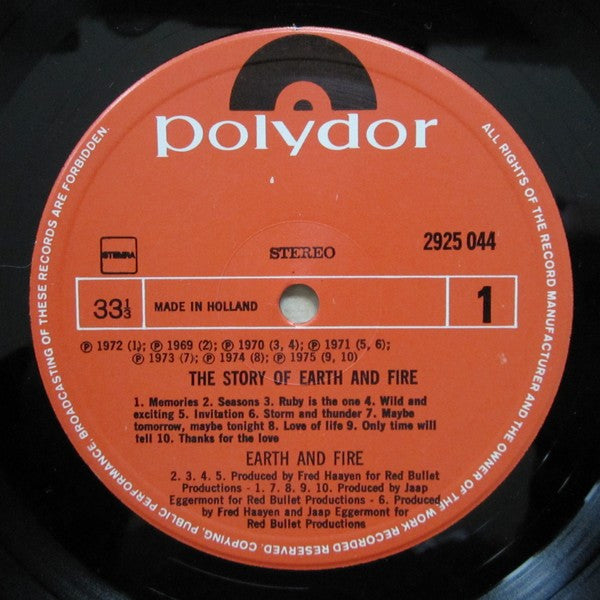 polydor
STEMRA
STEREO
2925 044
33⅓
MADE IN HOLLAND
1
℗ 1972 (1); ℗ 1969 (2); ℗ 1970 (3, 4); ℗ 1971 (5, 6);
℗ 1973 (7); ℗ 1974 (8); ℗ 1975 (9, 10)
THE STORY OF EARTH AND FIRE
1. Memories 2. Seasons 3. Ruby is the one 4. Wild and
exciting 5. Invitation 6. Storm and thunder 7. Maybe
tomorrow, maybe tonight 8. Love of life 9. Only time will
tell 10. Thanks for the love
EARTH AND FIRE
2. 3. 4. 5. Produced by Fred Haayen for Red Bullet
Productions - 1. 7. 8. 9. 10. Produced by Jaap
Eggermont for Red Bullet Productions - 6. Produced
by Fred Haayen and Jaap Eggermont for
Red Bullet Productions
ALL RIGHTS OF THE RECORD MANUFACTURER AND THE OWNER OF THE WORK RECORDED RESERVED. COPYING, PUBLIC PERFORMANCE, BROADCASTING OF THESE RECORDS ARE FORBIDDEN.